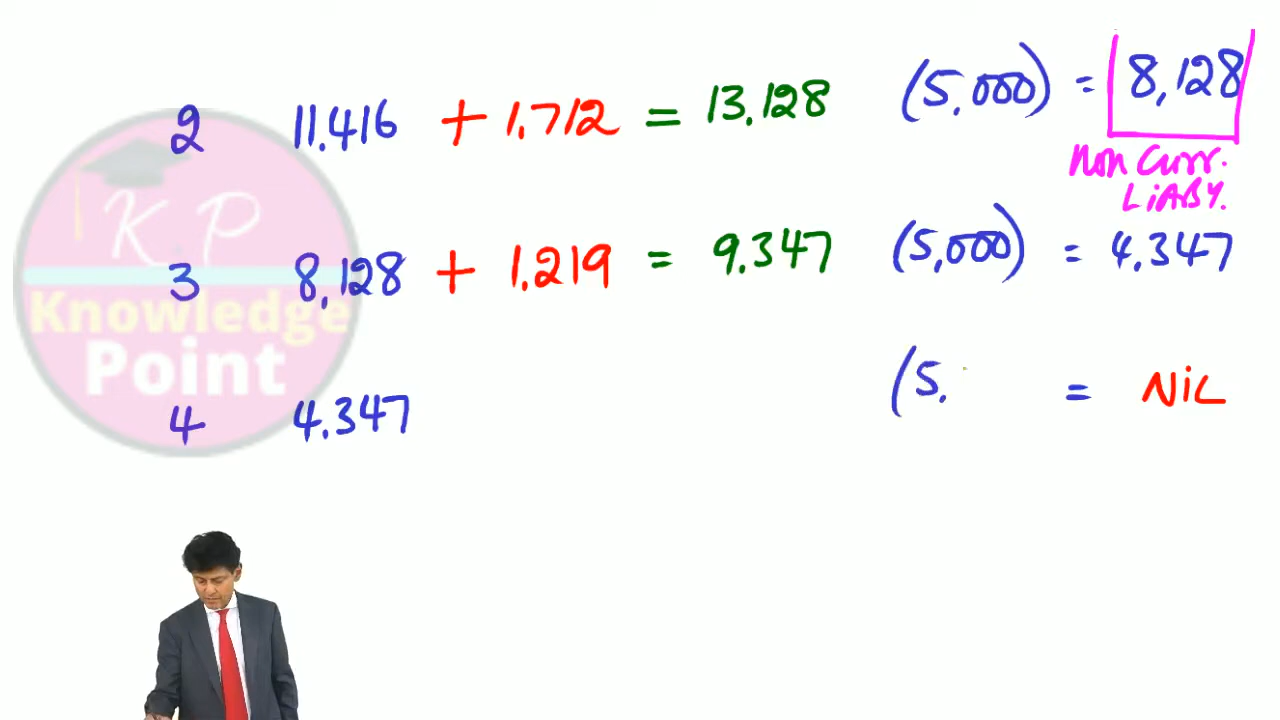 2 11.416 + 1.712 = 13.128 (5.000) = 8,128
Non Curr.
LiABY.
3 8,128 + 1.219 = 9.347 (5,000) = 4.347
4 4.347 (5. = NiL
KP
Knowledge
Point